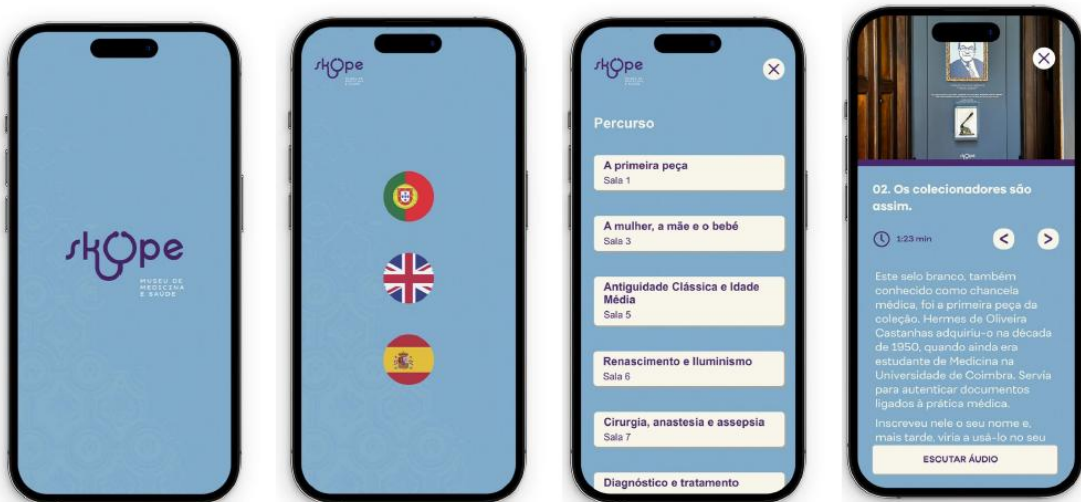 skope
MUSEU DE
MEDICINA
E SAÚDE
skope
skope
Percurso
A primeira peça
Sala 1
A mulher, a mãe e o bebé
Sala 3
Antiguidade Clássica e Idade
Média
Sala 5
Renascimento e Iluminismo
Sala 6
Cirurgia, anastesia e assepsia
Sala 7
Diagnóstico e tratamento
02. Os colecionadores são
assim.
1:23 min
< >
Este selo branco, também
conhecido como chancela
médica, foi a primeira peça da
coleção. Hermes de Oliveira
Castanhas adquiriu-o na década
de 1950, quando ainda era
estudante de Medicina na
Universidade de Coimbra. Servia
para autenticar documentos
ligados à prática médica.
Inscreveu nele o seu nome e,
mais tarde, viria a usá-lo no seu
ESCUTAR ÁUDIO